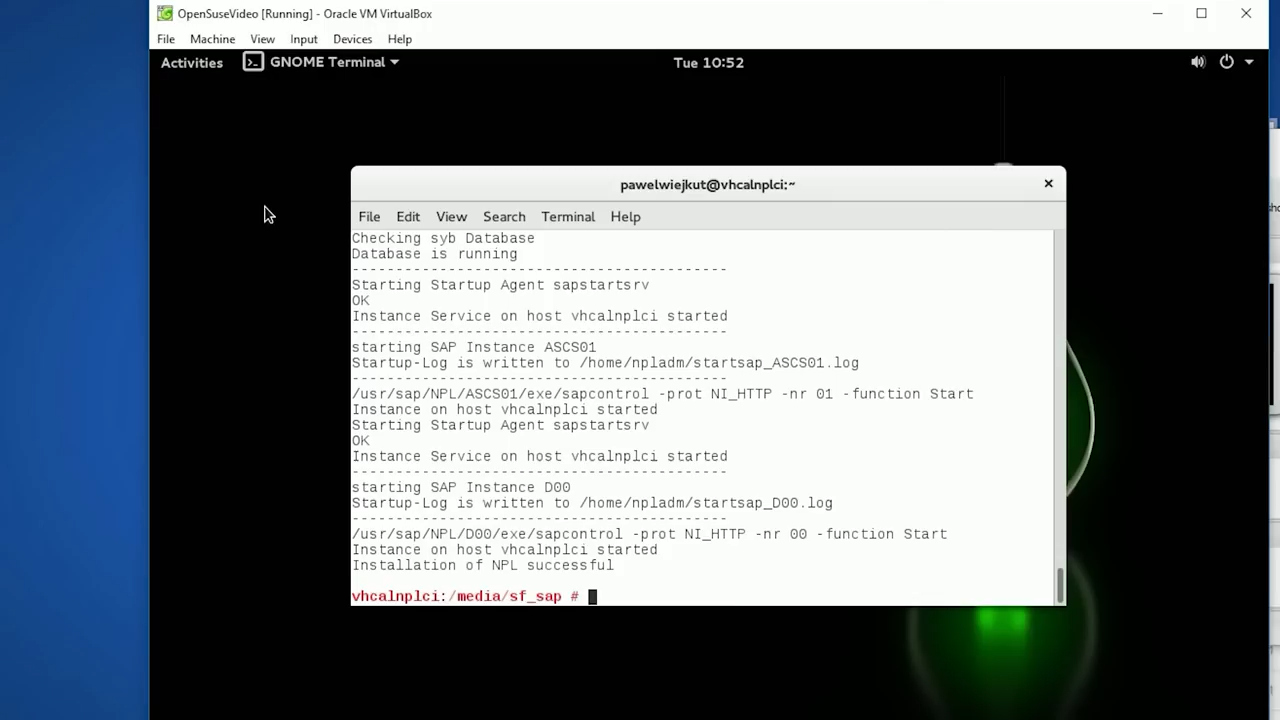 OpenSuseVideo [Running] - Oracle VM VirtualBox
File Machine View Input Devices Help
Activities GNOME Terminal Tue 10:52
pawelwiejkut@vhcalnplci:~
File Edit View Search Terminal Help
Checking syb Database
Database is running
-------------------------------------------
Starting Startup Agent sapstartsrv
OK
Instance Service on host vhcalnplci started
-------------------------------------------
starting SAP Instance ASCS01
Startup-Log is written to /home/npladm/startsap_ASCS01.log
-------------------------------------------
/usr/sap/NPL/ASCS01/exe/sapcontrol -prot NI_HTTP -nr 01 -function Start
Instance on host vhcalnplci started
Starting Startup Agent sapstartsrv
OK
Instance Service on host vhcalnplci started
-------------------------------------------
starting SAP Instance D00
Startup-Log is written to /home/npladm/startsap_D00.log
-------------------------------------------
/usr/sap/NPL/D00/exe/sapcontrol -prot NI_HTTP -nr 00 -function Start
Instance on host vhcalnplci started
Installation of NPL successful
vhcalnplci:/media/sf_sap #